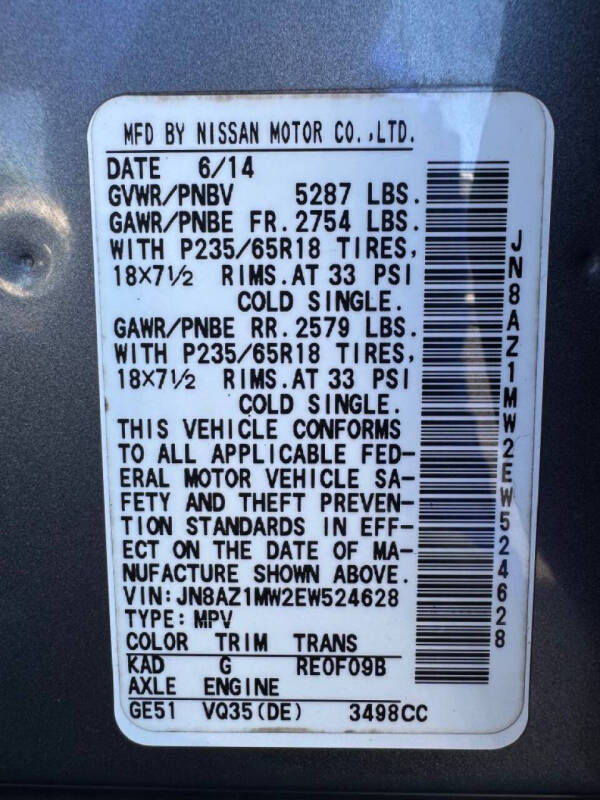 MFD BY NISSAN MOTOR CO.,LTD.
DATE 6/14
GVWR/PNBV 5287 LBS.
GAWR/PNBE FR.2754 LBS.
WITH P235/65R18 TIRES,
18×7½ RIMS.AT 33 PSI
COLD SINGLE.
GAWR/PNBE RR.2579 LBS.
WITH P235/65R18 TIRES,
18×7½ RIMS.AT 33 PSI
COLD SINGLE.
THIS VEHICLE CONFORMS
TO ALL APPLICABLE FED-
ERAL MOTOR VEHICLE SA-
FETY AND THEFT PREVEN-
TION STANDARDS IN EFF-
ECT ON THE DATE OF MA-
NUFACTURE SHOWN ABOVE.
VIN:JN8AZ1MW2EW524628
TYPE:MPV
COLOR TRIM TRANS
KAD G RE0F09B
AXLE ENGINE
GE51 VQ35(DE) 3498CC
JN8AZ1MW2EW524628